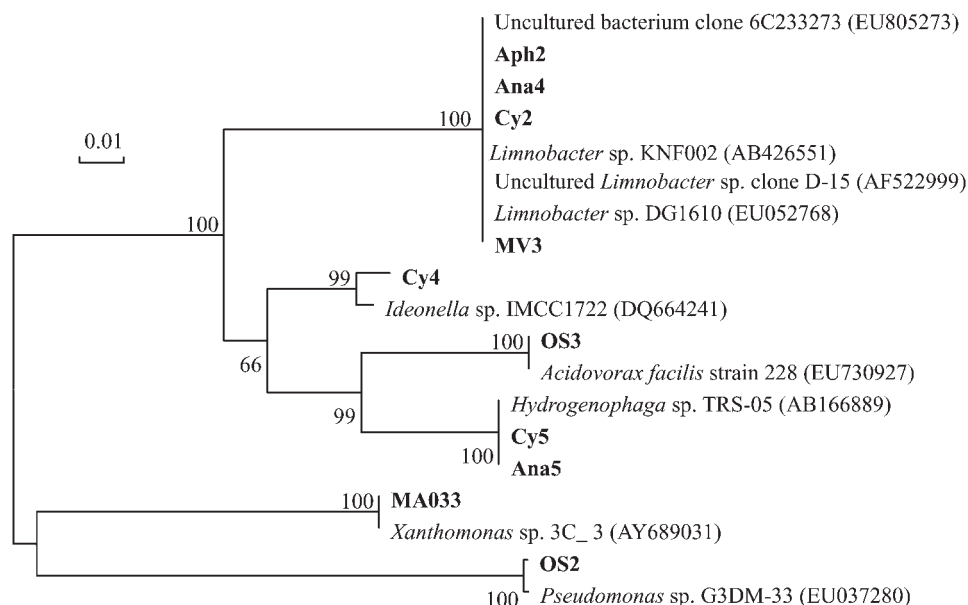 Uncultured bacterium clone 6C233273 (EU805273)
Aph2
Ana4
100
Cy2
0.01
Limnobacter sp. KNF002 (AB426551)
Uncultured Limnobacter sp. clone D-15 (AF522999)
100
Limnobacter sp. DG1610 (EU052768)
MV3
99
Cy4
Ideonella sp. IMCC1722 (DQ664241)
100
OS3
66
Acidovorax facilis strain 228 (EU730927)
99
Hydrogenophaga sp. TRS-05 (AB166889)
Cy5
100
Ana5
100
MA033
Xanthomonas sp. 3C_ 3 (AY689031)
OS2
100
Pseudomonas sp. G3DM-33 (EU037280)